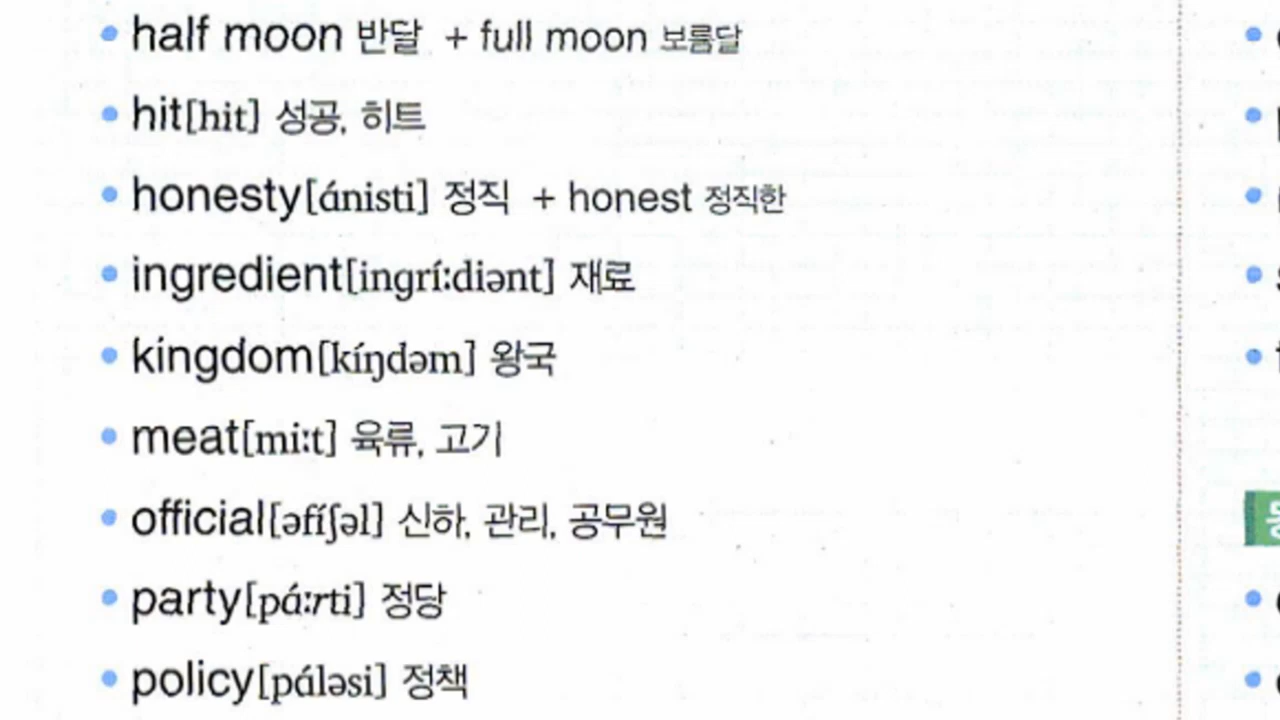 half moon 반달 + full moon 보름달
hit[hit] 성공, 히트
honesty[ánisti] 정직 + honest 정직한
ingredient[ingríːdiənt] 재료
kingdom[kíŋdəm] 왕국
meat[miːt] 육류, 고기
official[əfíʃəl] 신하, 관리, 공무원
party[pɑ́ːrti] 정당
policy[páləsi] 정책